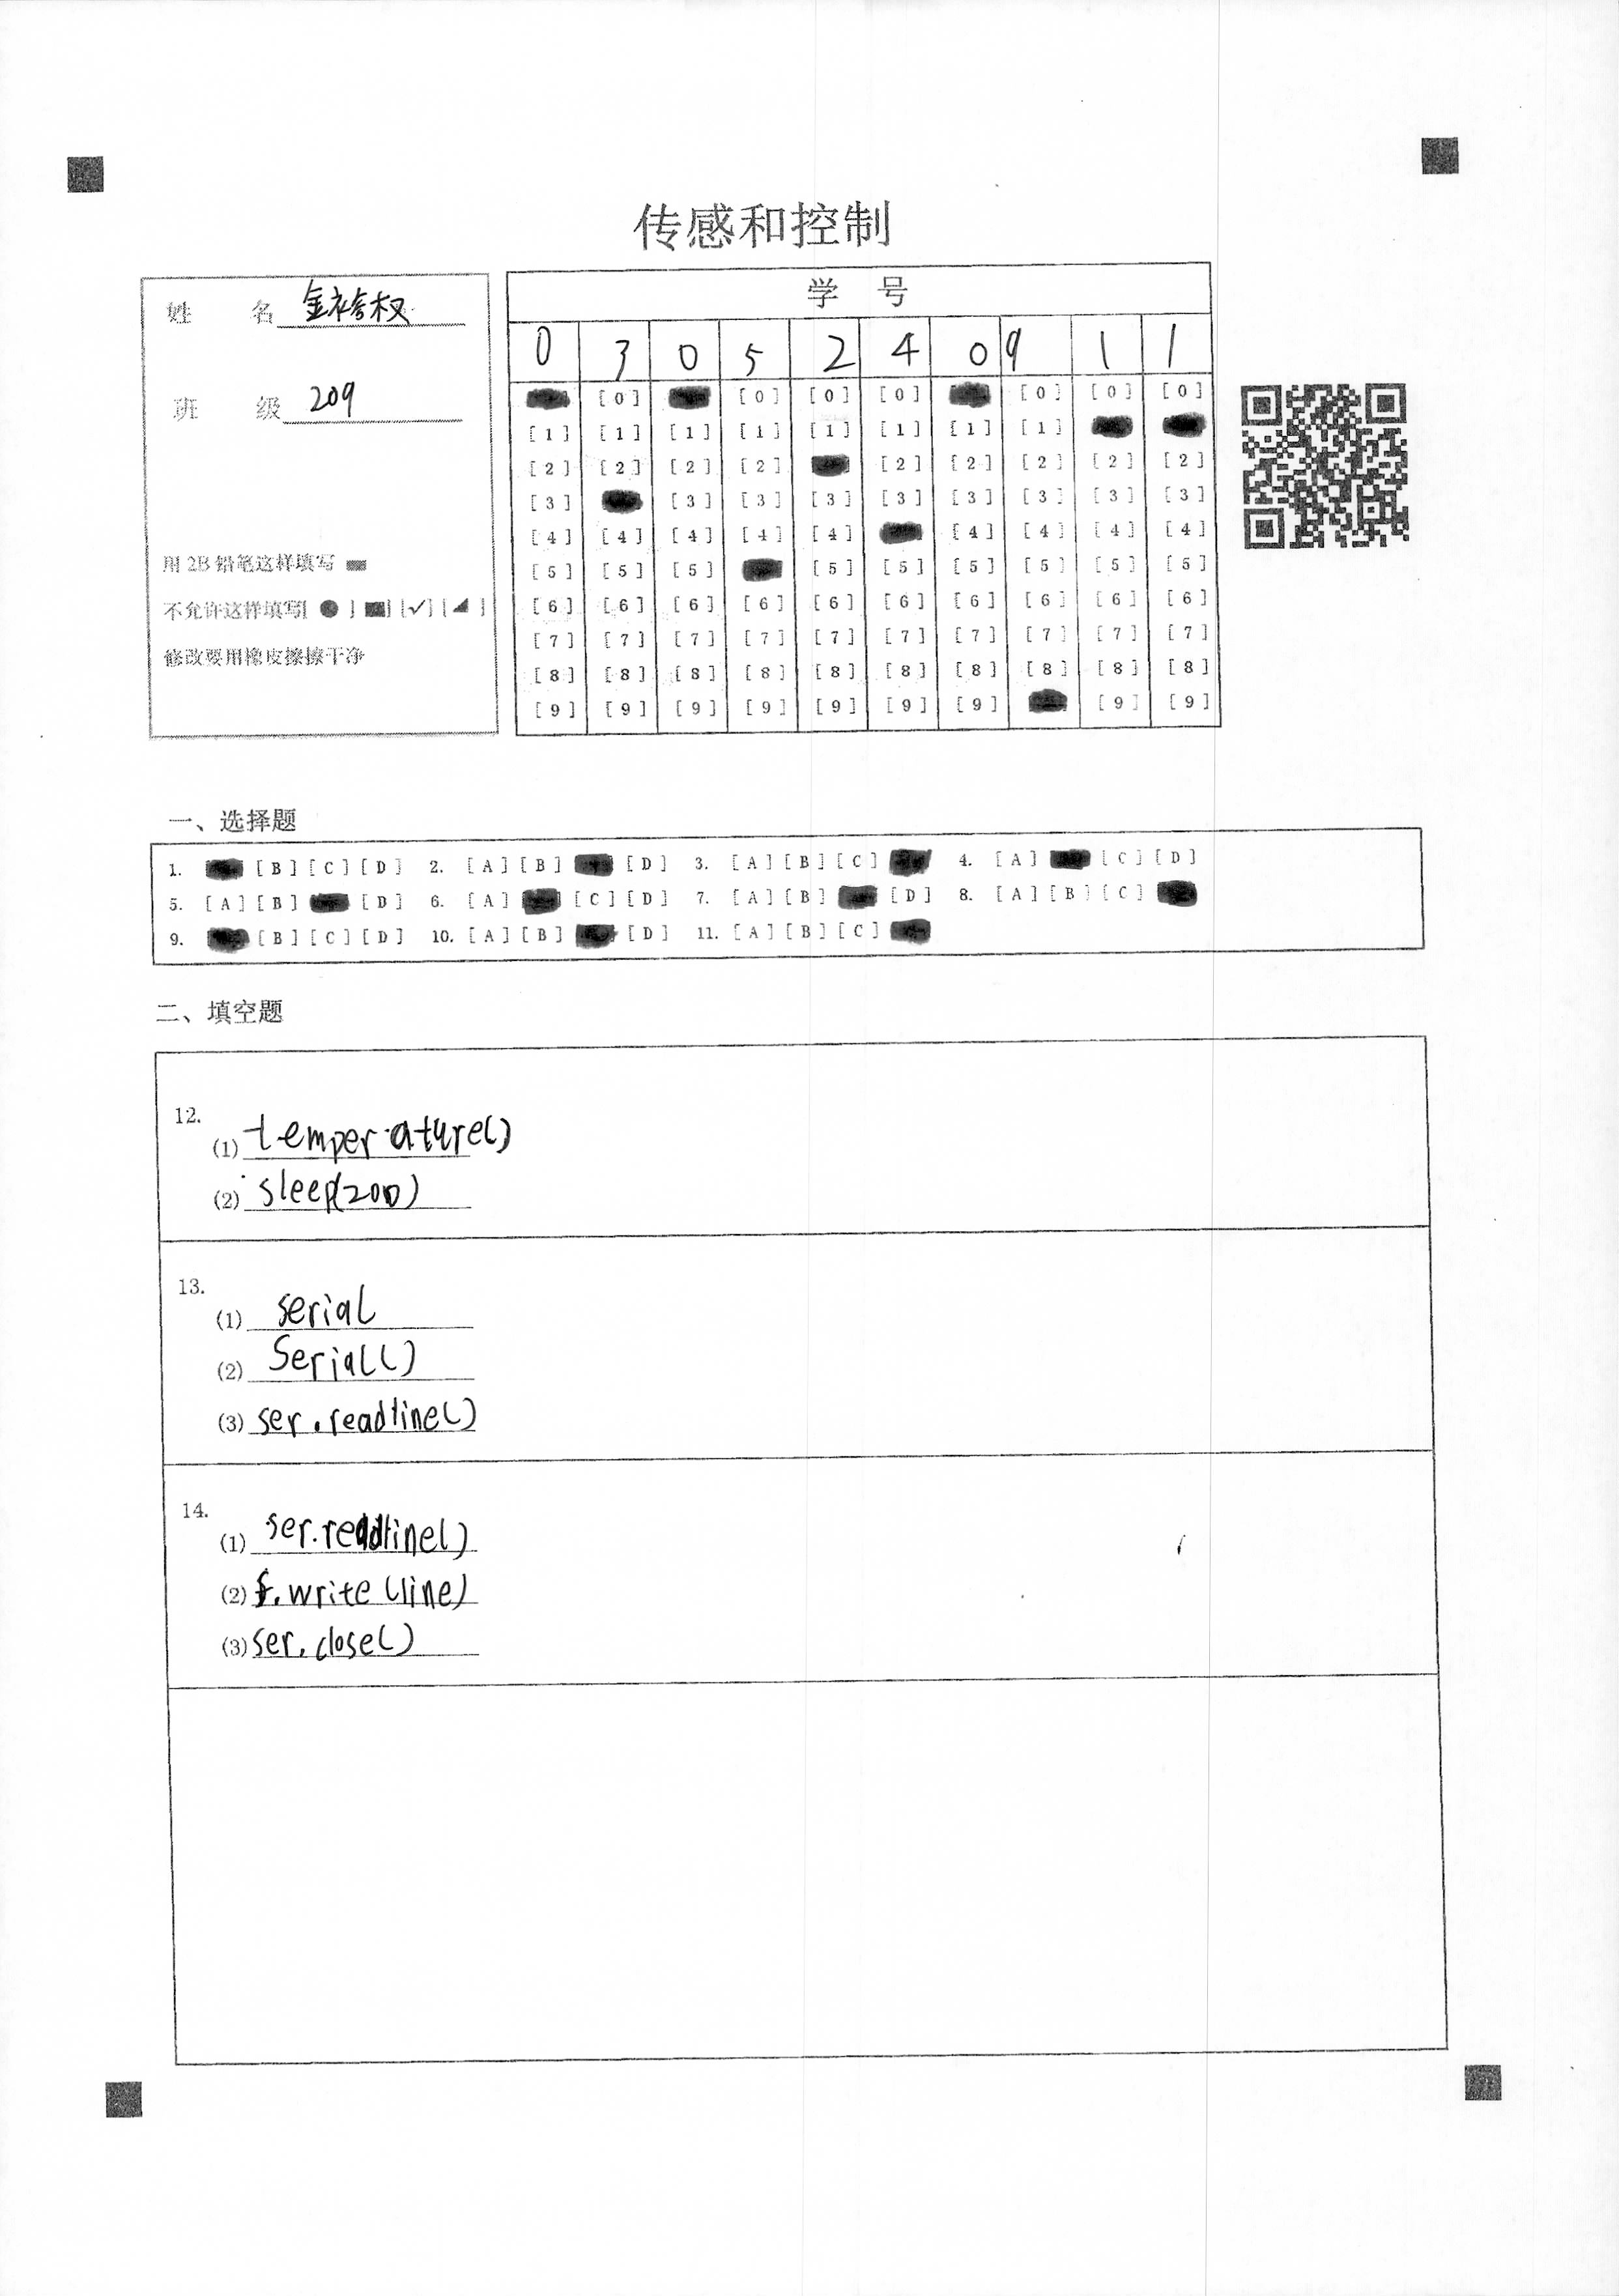 传感和控制
姓 名 金裕权
班 级 209
用 2B 铅笔这样填写
不允许这样填写[ ● ] [■] [✓] [◢ ]
修改要用橡皮擦擦干净
学 号
0 3 0 5 2 4 0 9 1 1
[0] [0] [0] [0] [0] [0] [0]
[1] [1] [1] [1] [1] [1] [1] [1]
[2] [2] [2] [2] [2] [2] [2] [2] [2]
[3] [3] [3] [3] [3] [3] [3] [3] [3]
[4] [4] [4] [4] [4] [4] [4] [4] [4]
[5] [5] [5] [5] [5] [5] [5] [5] [5]
[6] [6] [6] [6] [6] [6] [6] [6] [6] [6]
[7] [7] [7] [7] [7] [7] [7] [7] [7] [7]
[8] [8] [8] [8] [8] [8] [8] [8] [8] [8]
[9] [9] [9] [9] [9] [9] [9] [9] [9]
一、选择题
1. [B] [C] [D] 2. [A] [B] [D] 3. [A] [B] [C] 4. [A] [C] [D]
5. [A] [B] [D] 6. [A] [C] [D] 7. [A] [B] [D] 8. [A] [B] [C]
9. [B] [C] [D] 10. [A] [B] [D] 11. [A] [B] [C]
二、填空题
12.
(1) temperature()
(2) sleep(200)
13.
(1) serial
(2) Serial()
(3) ser.readline()
14.
(1) ser.readline()
(2) f.write(line)
(3) ser.close()